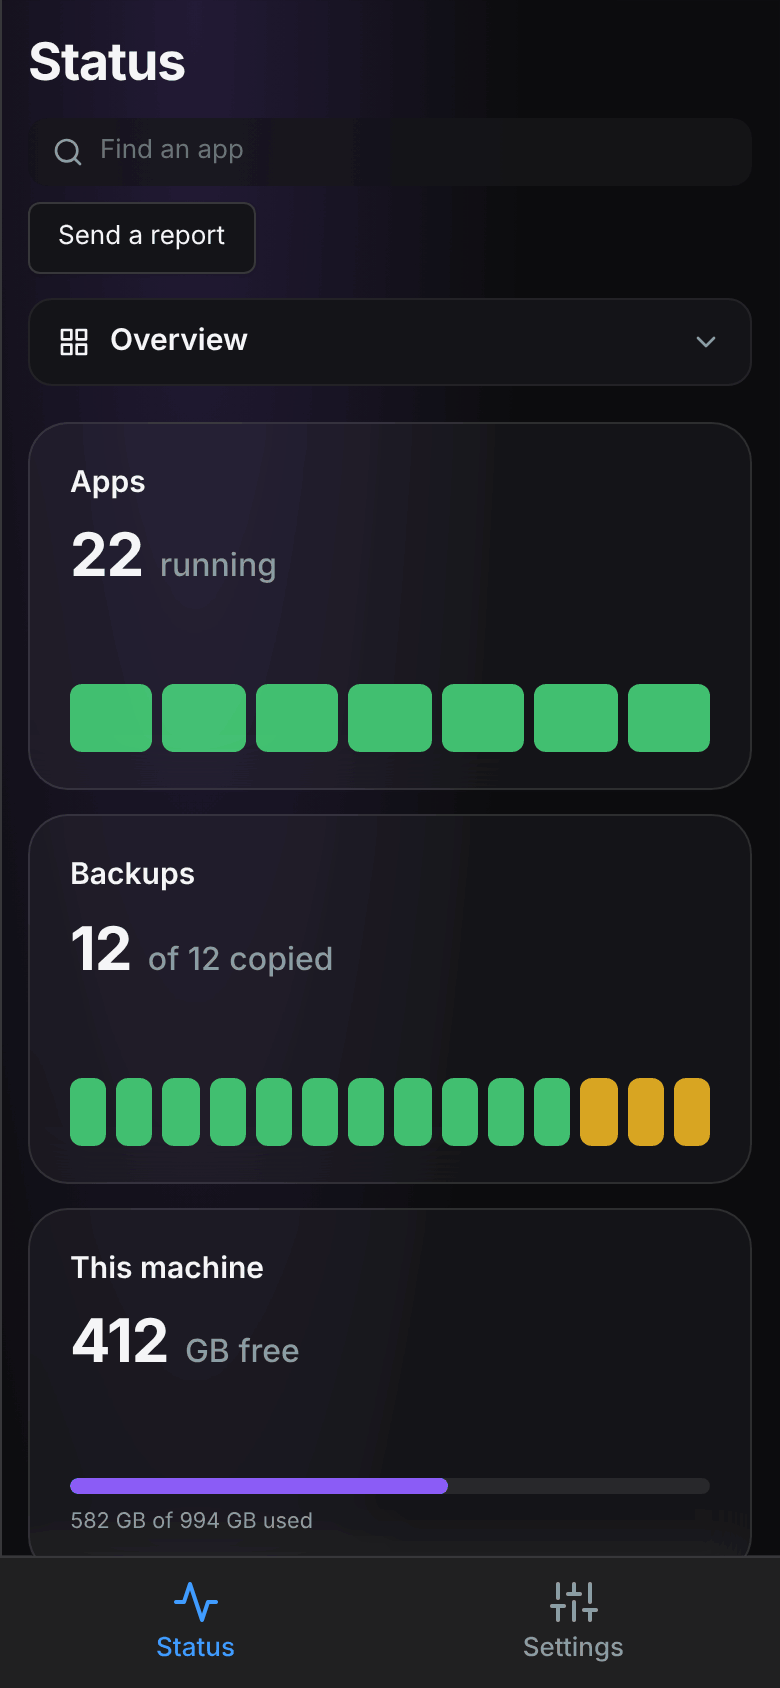 Status
Find an app
Send a report
Overview
Apps
22 running
Backups
12 of 12 copied
This machine
412 GB free
582 GB of 994 GB used
Status
Settings